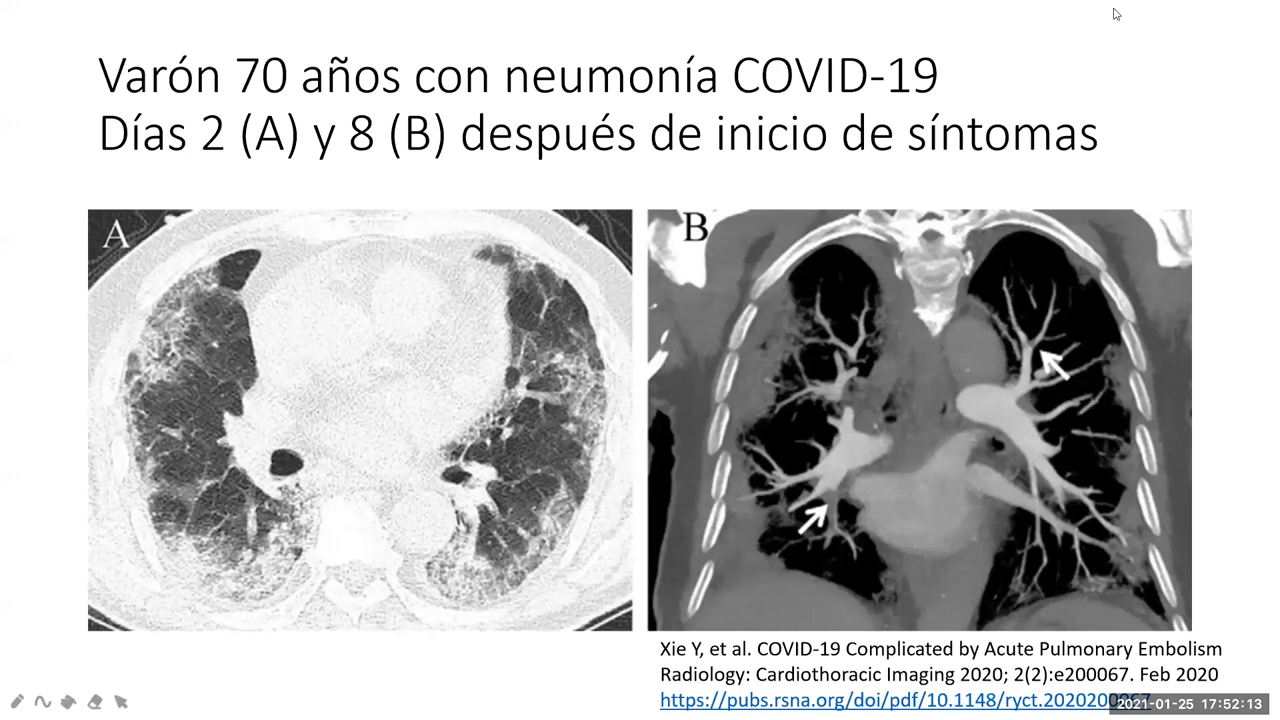 Varón 70 años con neumonía COVID-19
Días 2 (A) y 8 (B) después de inicio de síntomas
A
B
Xie Y, et al. COVID-19 Complicated by Acute Pulmonary Embolism
Radiology: Cardiothoracic Imaging 2020; 2(2):e200067. Feb 2020
https://pubs.rsna.org/doi/pdf/10.1148/ryct.2020200067
2021-01-25 17:52:13